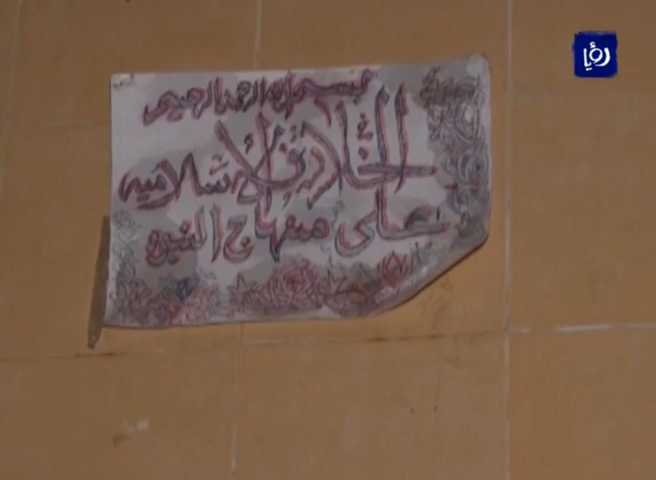 رؤيا
بسم الله الرحمن الرحيم
الخلافة الاسلامية
على منهاج النبوة